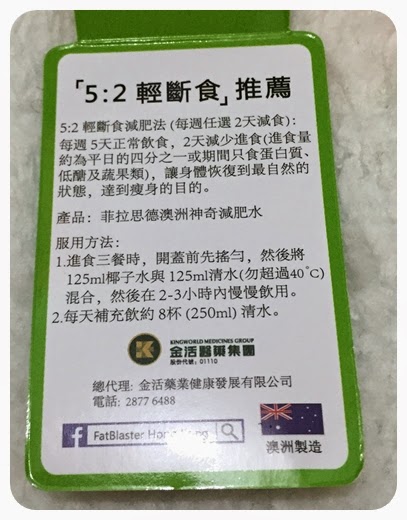 「5:2 輕斷食」推薦
5:2 輕斷食減肥法 (每週任選 2天減食):
每週 5天正常飲食，2天減少進食(進食量
約為平日的四分之一或期間只食蛋白質、
低醣及蔬果類)，讓身體恢復到最自然的
狀態，達到瘦身的目的。
產品：菲拉思德澳洲神奇減肥水
服用方法：
1.進食三餐時，開蓋前先搖勻，然後將
125ml椰子水與 125ml清水(勿超過40°C)
混合，然後在 2-3小時內慢慢飲用。
2.每天補充飲約 8杯 (250ml) 清水。
K
KINGWORLD MEDICINES GROUP
金活醫藥集團
股份代號：01110
總代理: 金活藥業健康發展有限公司
電話: 2877 6488
f FatBlaster Hong Kong
澳洲製造